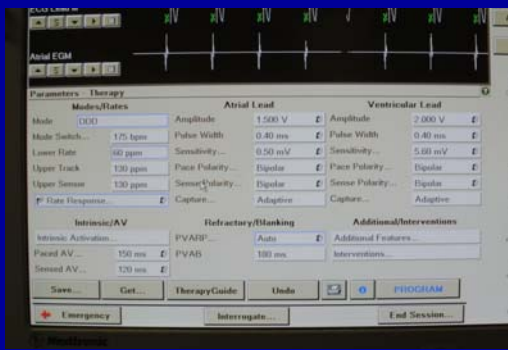 ECG Lead II
Atrial EGM
Parameters - Therapy
Modes/Rates Atrial Lead Ventricular Lead
Mode DDD Amplitude 1.500 V Amplitude 2.000 V
Mode Switch... 175 bpm Pulse Width 0.40 ms Pulse Width 0.40 ms
Lower Rate 60 ppm Sensitivity... 0.50 mV Sensitivity... 5.60 mV
Upper Track 130 ppm Pace Polarity... Bipolar Pace Polarity... Bipolar
Upper Sensor 130 ppm Sense Polarity... Bipolar Sense Polarity... Bipolar
Rate Response... Capture... Adaptive Capture... Adaptive
Intrinsic/AV Refractory/Blanking Additional/Interventions
Intrinsic Activation... PVARP... Auto Additional Features...
Paced AV... 150 ms PVAB 180 ms Interventions...
Sensed AV... 120 ms
Save... Get... TherapyGuide Undo PROGRAM
Emergency Interrogate... End Session...
Medtronic